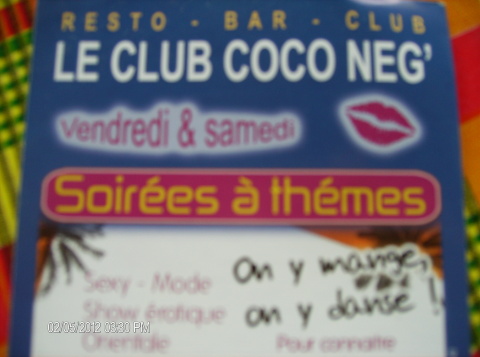 RESTO - BAR - CLUB
LE CLUB COCO NEG'
Vendredi & samedi
Soirées à thémes
On y mange,
Sexy - Mode
on y danse !
Show érotique
02/05/2012 03:30 PM
Orientale
Pour connaitre